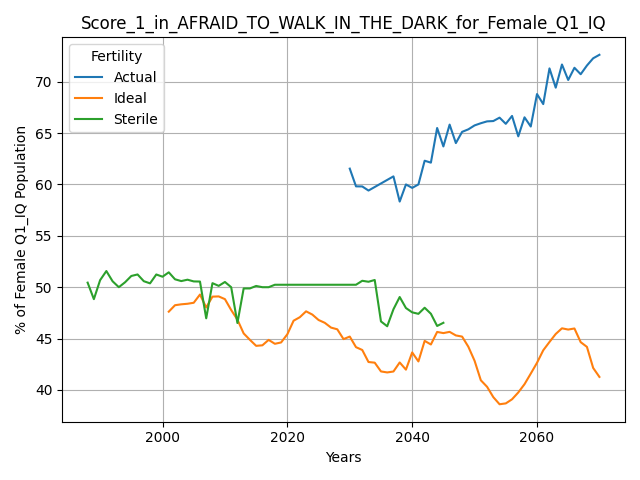 Score_1_in_AFRAID_TO_WALK_IN_THE_DARK_for_Female_Q1_IQ
Fertility
Actual
Ideal
Sterile
% of Female Q1_IQ Population
70
65
60
55
50
45
40
2000
2020
2040
2060
Years